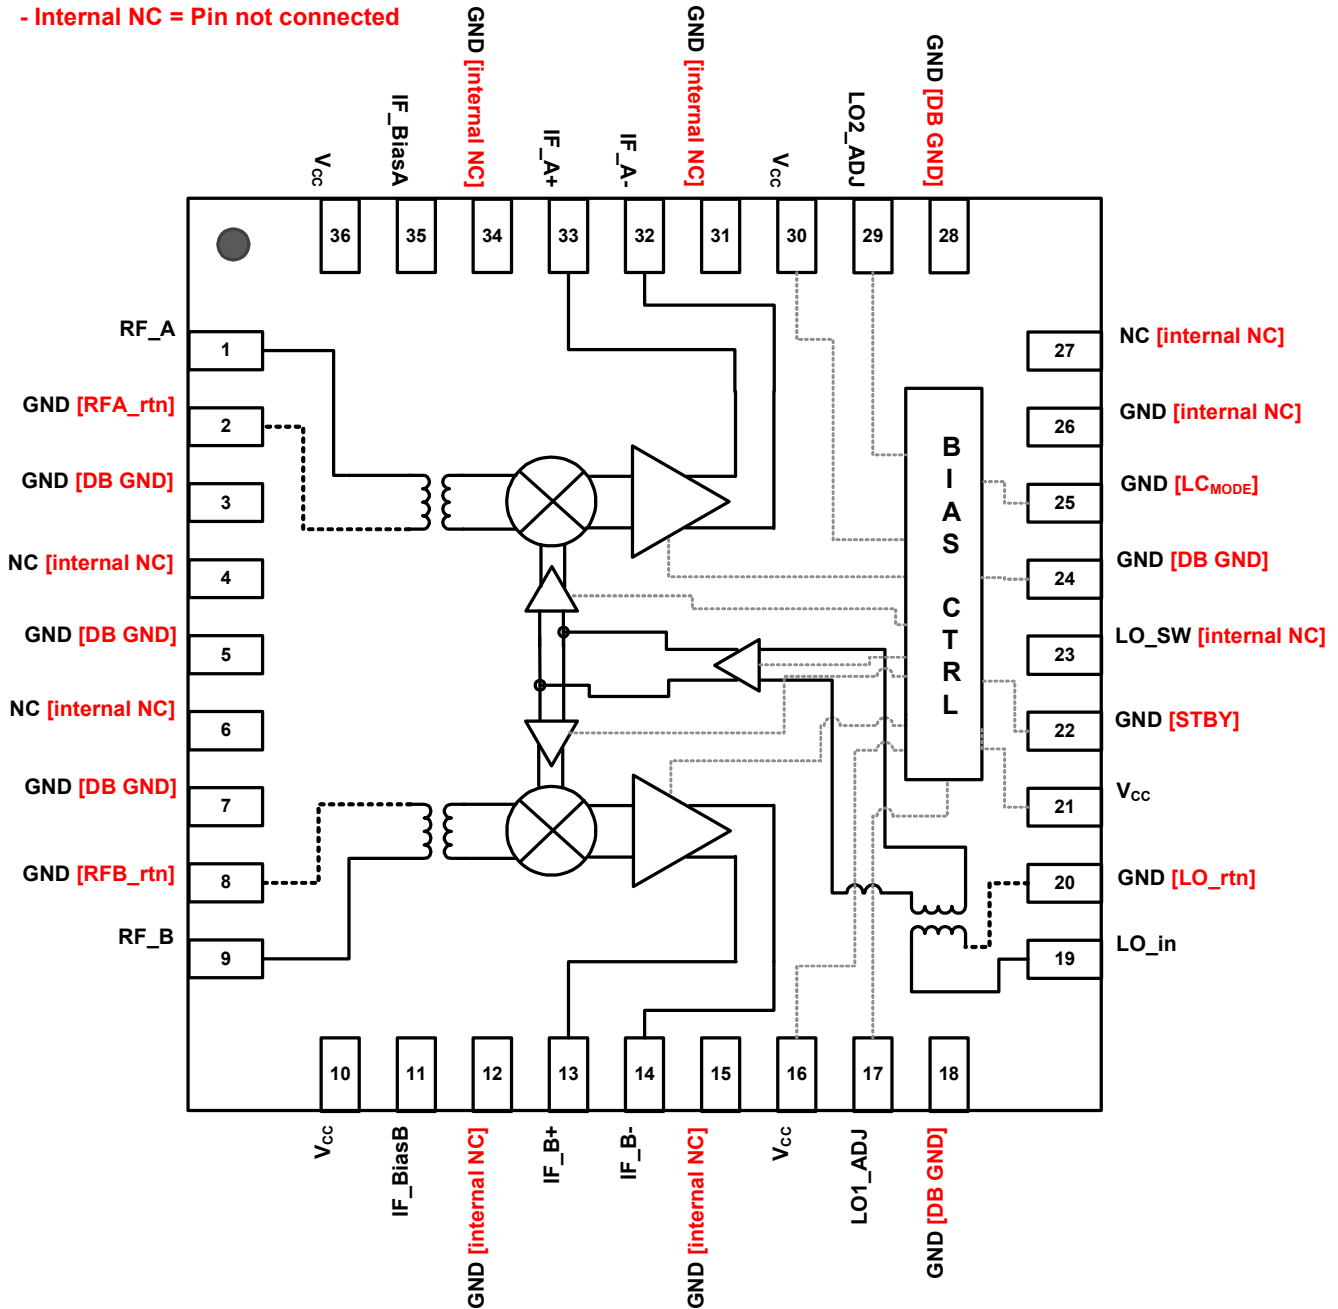 - Internal NC = Pin not connected
VCC
IF_BiasA
GND [internal NC]
IF_A+
IF_A-
GND [internal NC]
VCC
LO2_ADJ
GND [DB GND]
36
35
34
33
32
31
30
29
28
RF_A
1
GND [RFA_rtn]
2
GND [DB GND]
3
NC [internal NC]
4
GND [DB GND]
5
NC [internal NC]
6
GND [DB GND]
7
GND [RFB_rtn]
8
RF_B
9
BIAS CTRL
27
NC [internal NC]
26
GND [internal NC]
25
GND [LCMODE]
24
GND [DB GND]
23
LO_SW [internal NC]
22
GND [STBY]
21
VCC
20
GND [LO_rtn]
19
LO_in
10
11
12
13
14
15
16
17
18
VCC
IF_BiasB
GND [internal NC]
IF_B+
IF_B-
GND [internal NC]
VCC
LO1_ADJ
GND [DB GND]